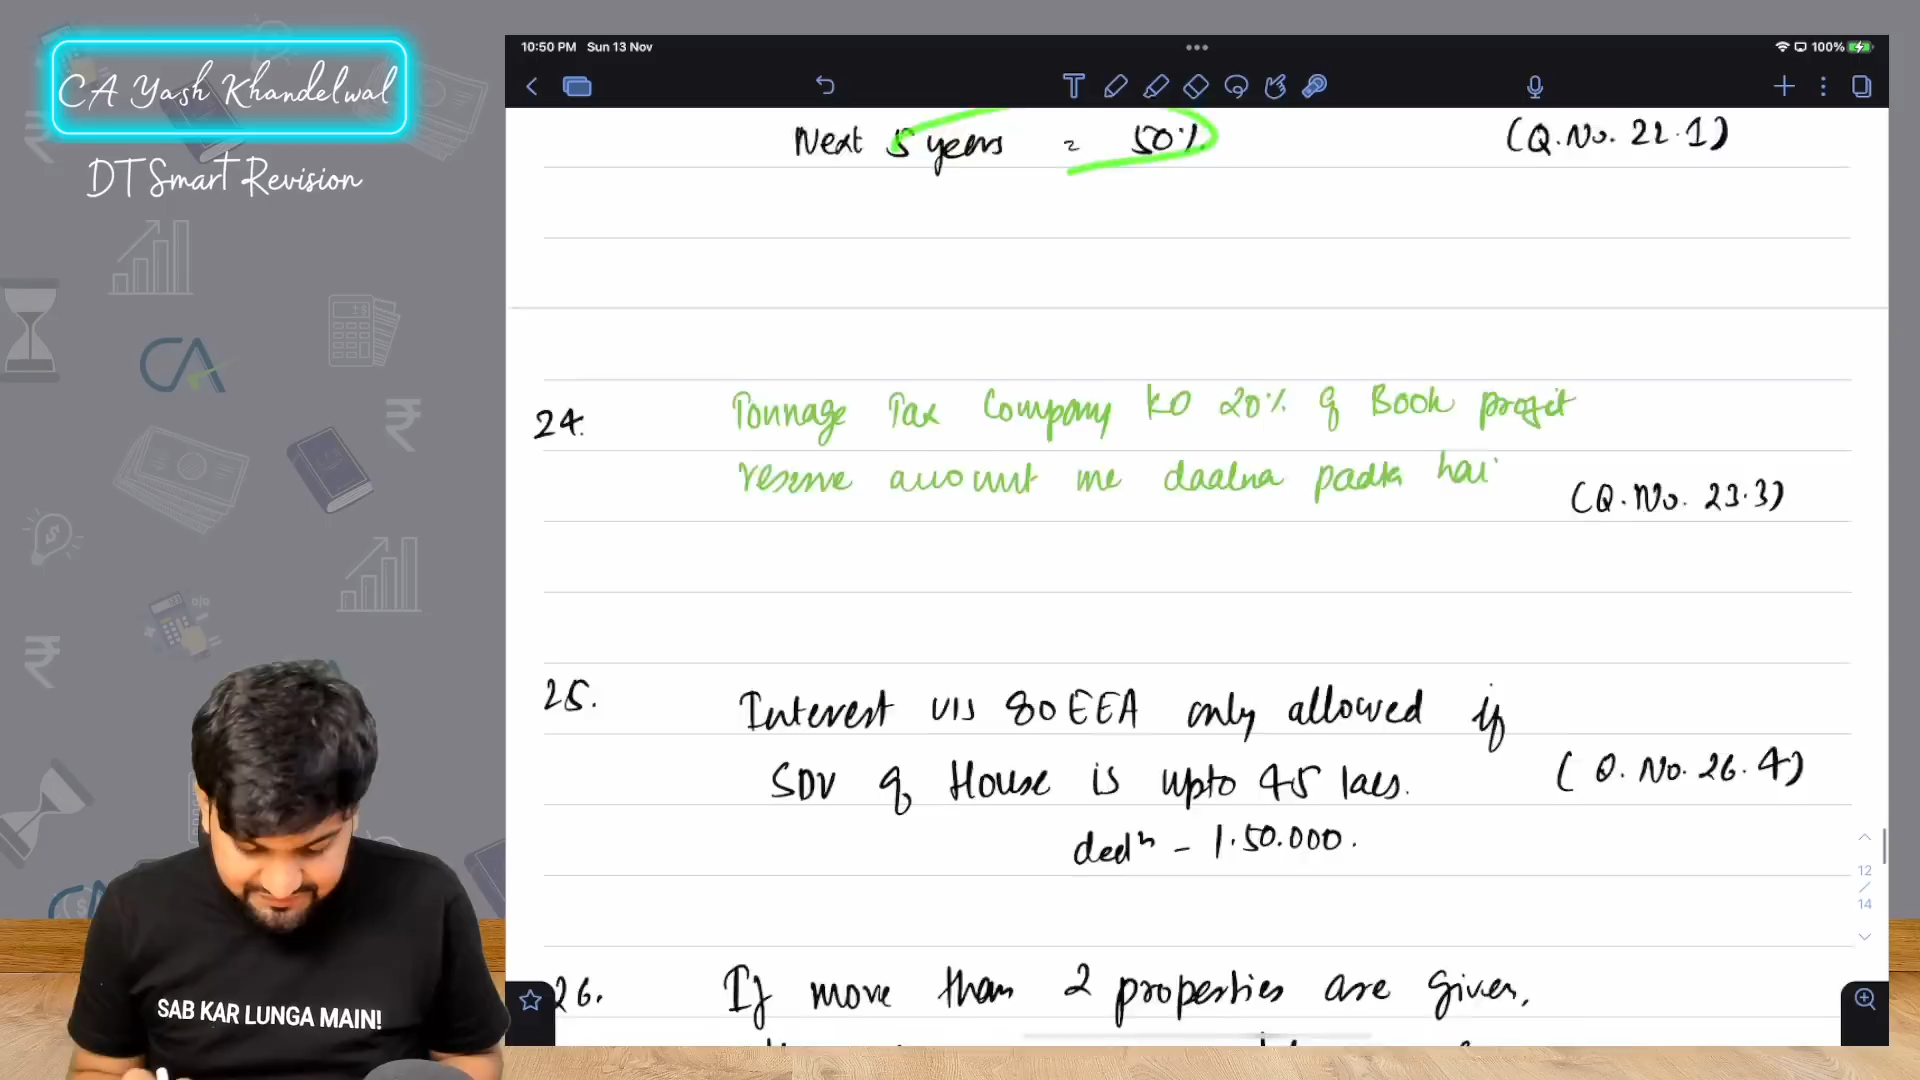 CA Yash Khandelwal
DT Smart Revision
10:50 PM Sun 13 Nov
100%
Next 5 years = 50%
(Q.No. 22.1)
24. Tonnage Tax Company ko 20% of Book profit
reserve account me daalna padta hai
(Q.No. 23.3)
25. Interest u/s 80EEA only allowed if
SDV of House is upto 45 lacs.
(Q.No. 26.4)
dedn - 1.50.000.
12
/
14
26. If more than 2 properties are given,
CA
SAB KAR LUNGA MAIN!